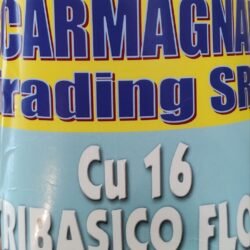 CARMAGNA
rading SR
Cu 16
RIBASICO FLO